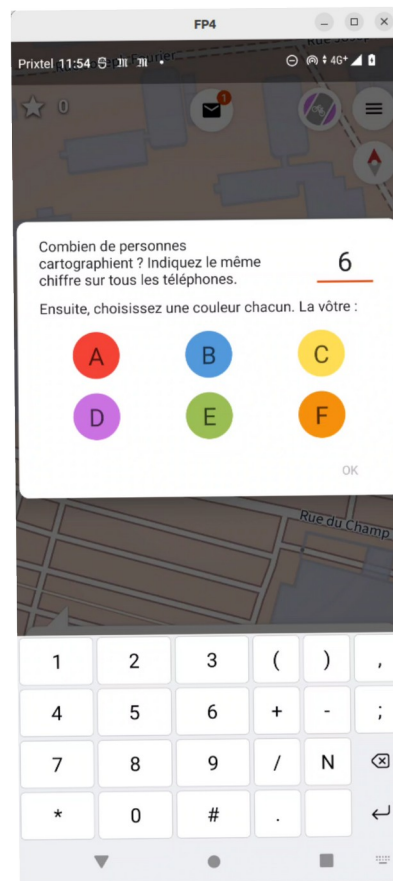 FP4
Prixtel 11:54
4G+
0
1
Combien de personnes
cartographient ? Indiquez le même
chiffre sur tous les téléphones.
6
Ensuite, choisissez une couleur chacun. La vôtre :
A B C
D E F
OK
Rue du Champ
1 2 3 ( ) ,
4 5 6 + - ;
7 8 9 / N
* 0 # .